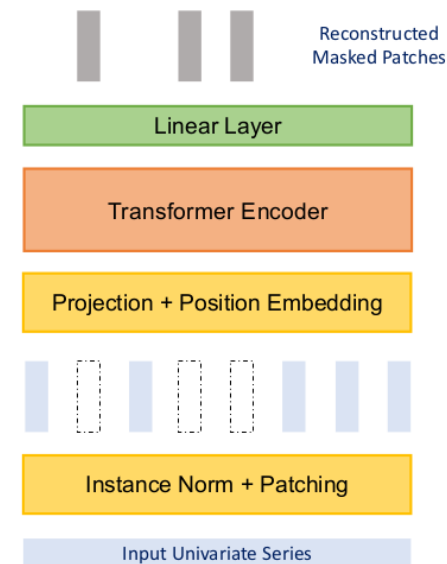 Reconstructed
Masked Patches
Linear Layer
Transformer Encoder
Projection + Position Embedding
Instance Norm + Patching
Input Univariate Series